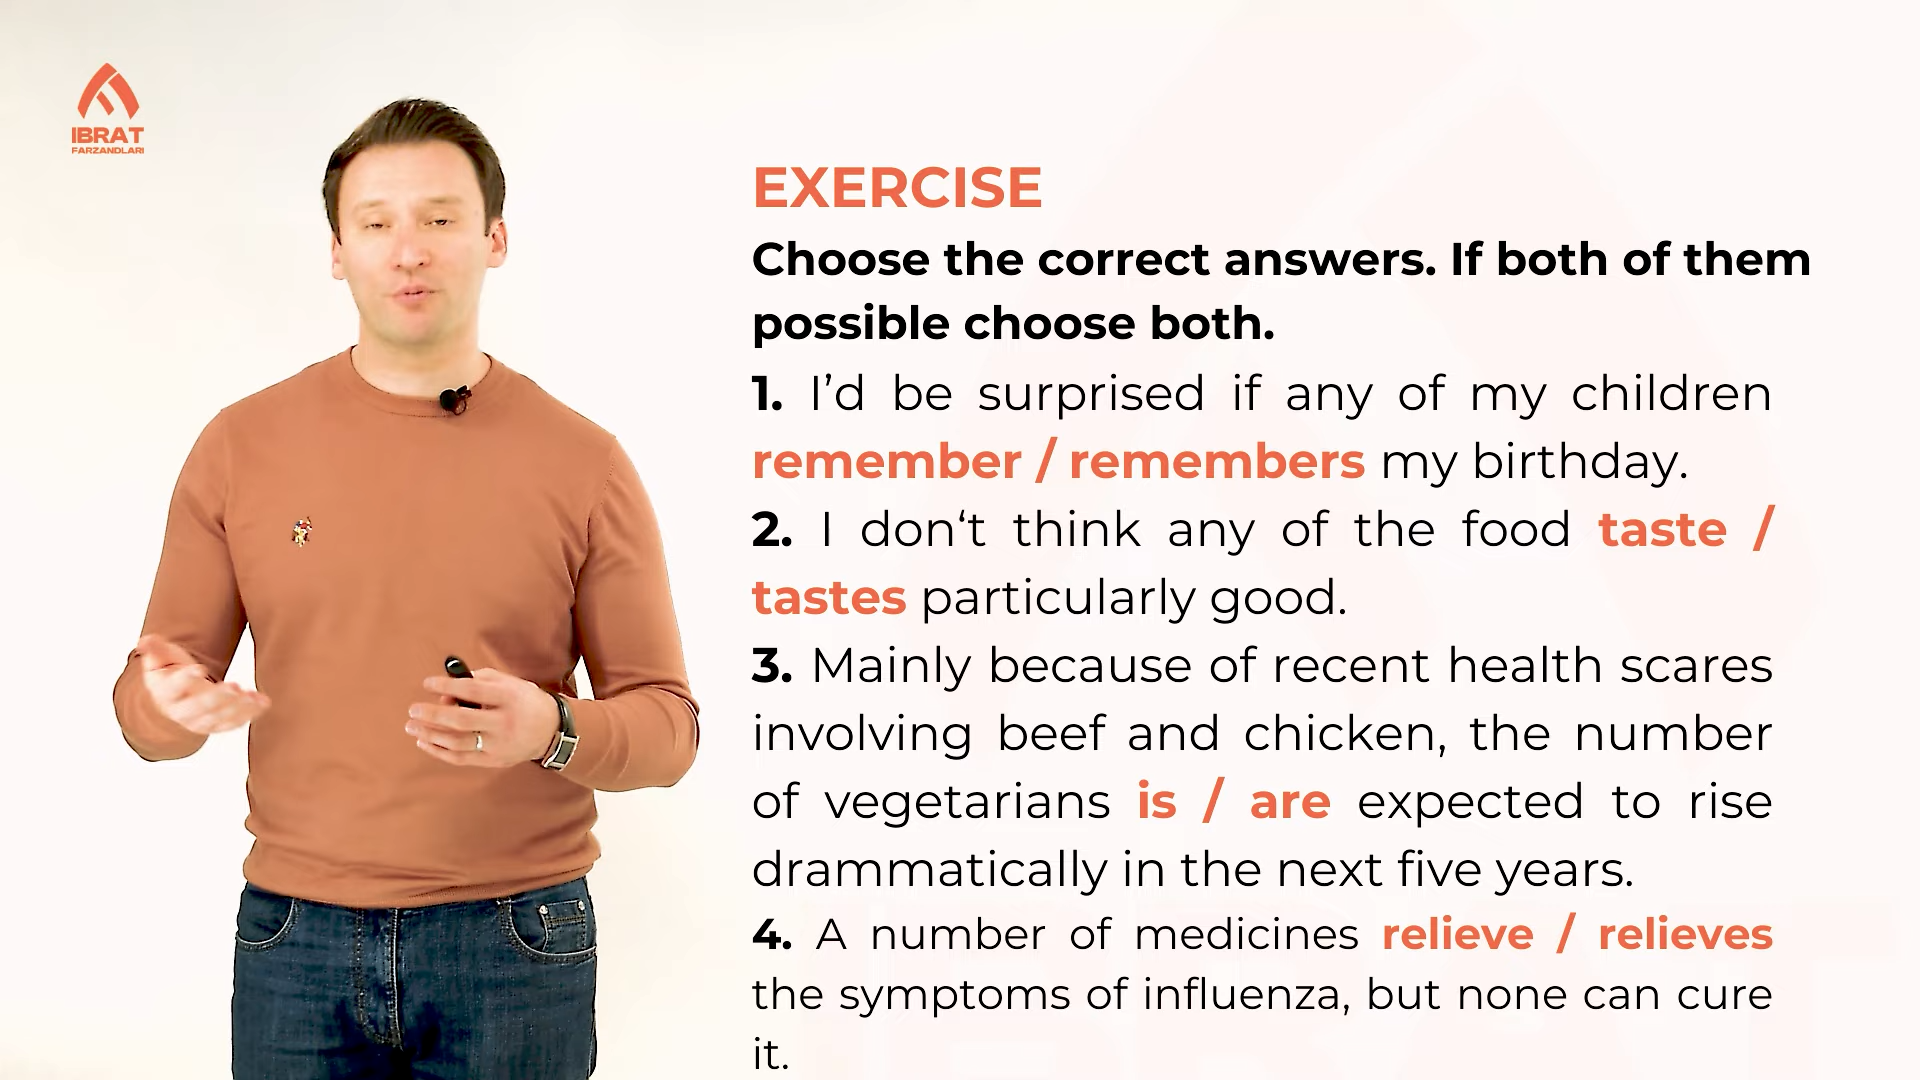 IBRAT
FARZANDLARI
EXERCISE
Choose the correct answers. If both of them
possible choose both.
1. I’d be surprised if any of my children
remember / remembers my birthday.
2. I don‘t think any of the food taste /
tastes particularly good.
3. Mainly because of recent health scares
involving beef and chicken, the number
of vegetarians is / are expected to rise
drammatically in the next five years.
4. A number of medicines relieve / relieves
the symptoms of influenza, but none can cure
it.